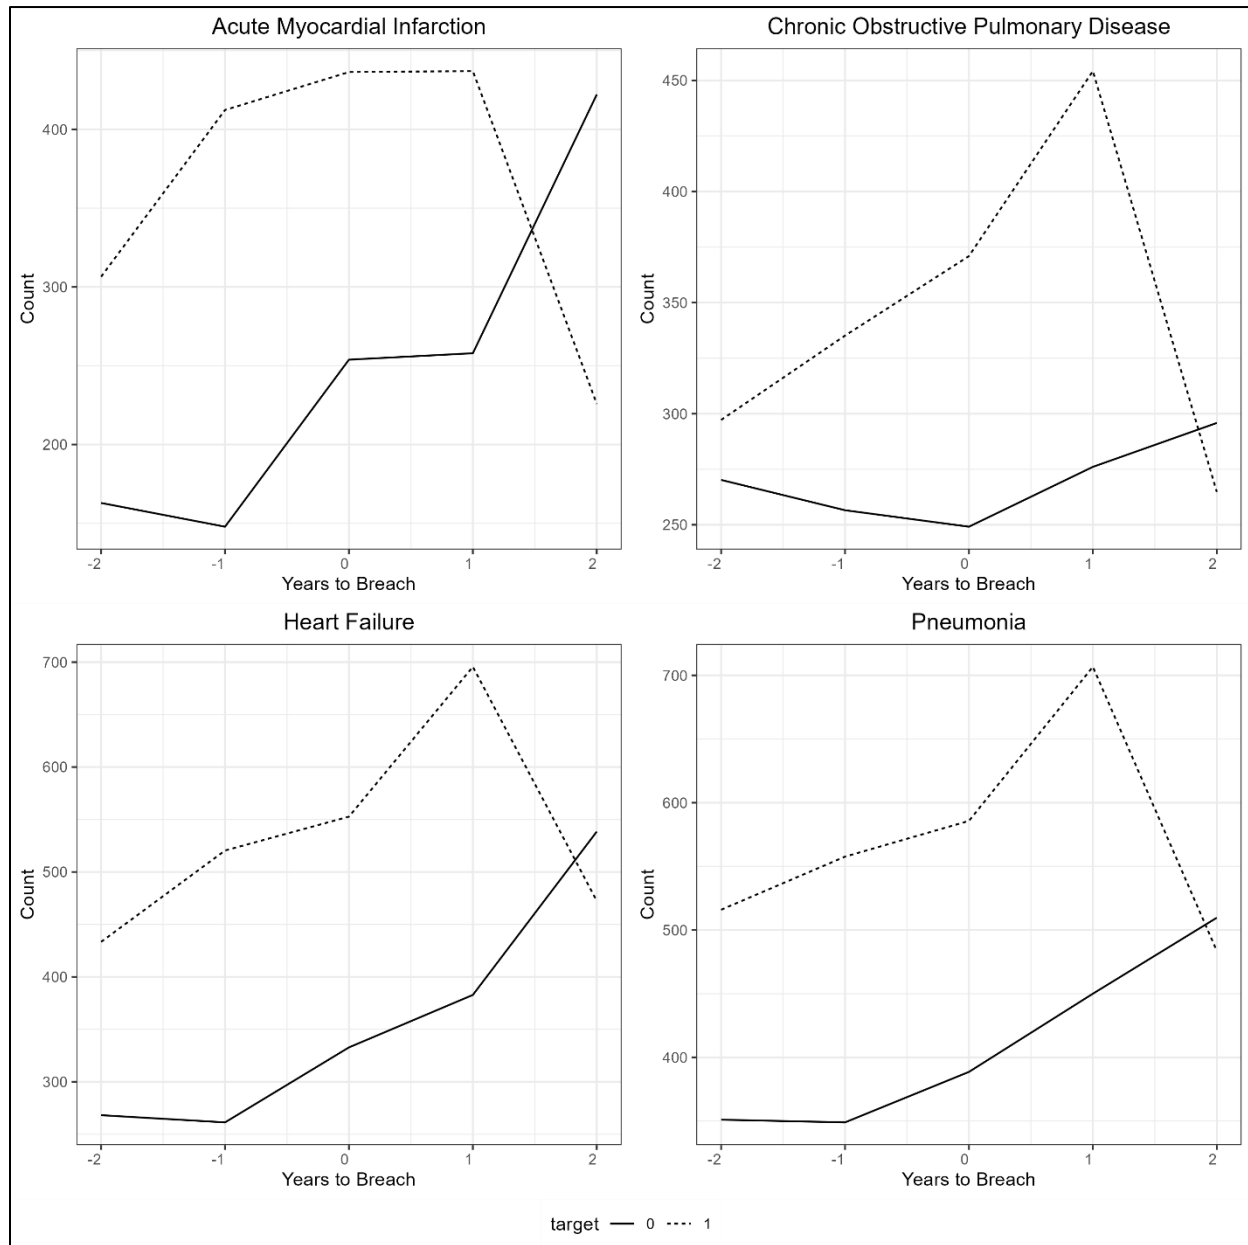 Acute Myocardial Infarction
Count
400
300
200
-2 -1 0 1 2
Years to Breach
Chronic Obstructive Pulmonary Disease
Count
450
400
350
300
250
-2 -1 0 1 2
Years to Breach
Heart Failure
Count
700
600
500
400
300
-2 -1 0 1 2
Years to Breach
Pneumonia
Count
700
600
500
400
-2 -1 0 1 2
Years to Breach
target 0 1